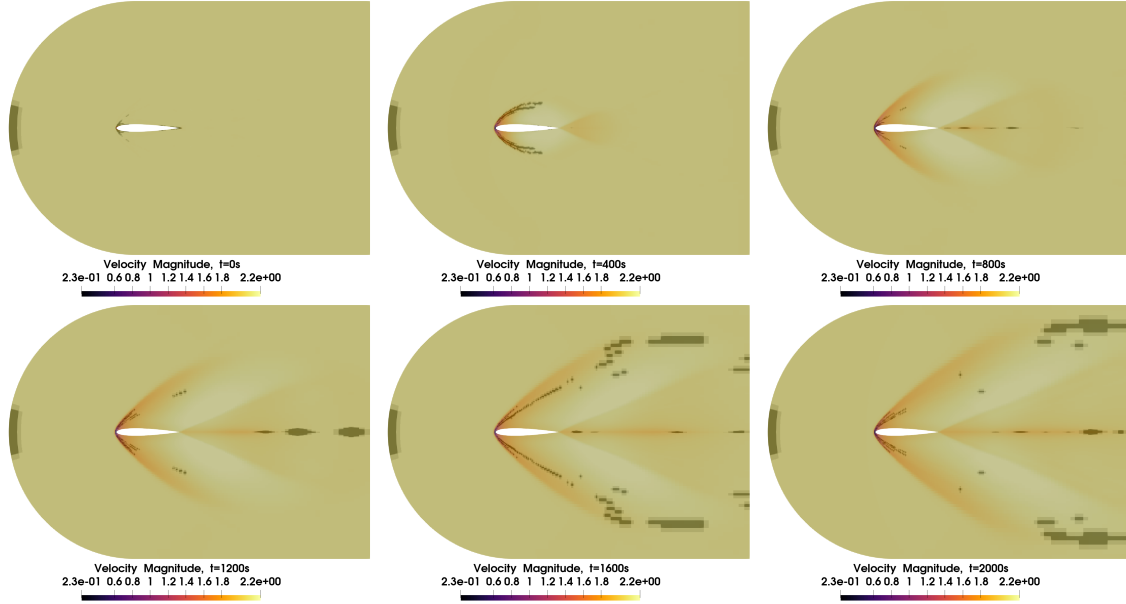 Velocity Magnitude, t=0s
2.3e-01 0.6 0.8 1 1.2 1.4 1.6 1.8 2.2e+00
Velocity Magnitude, t=400s
2.3e-01 0.6 0.8 1 1.2 1.4 1.6 1.8 2.2e+00
Velocity Magnitude, t=800s
2.3e-01 0.6 0.8 1 1.2 1.4 1.6 1.8 2.2e+00
Velocity Magnitude, t=1200s
2.3e-01 0.6 0.8 1 1.2 1.4 1.6 1.8 2.2e+00
Velocity Magnitude, t=1600s
2.3e-01 0.6 0.8 1 1.2 1.4 1.6 1.8 2.2e+00
Velocity Magnitude, t=2000s
2.3e-01 0.6 0.8 1 1.2 1.4 1.6 1.8 2.2e+00